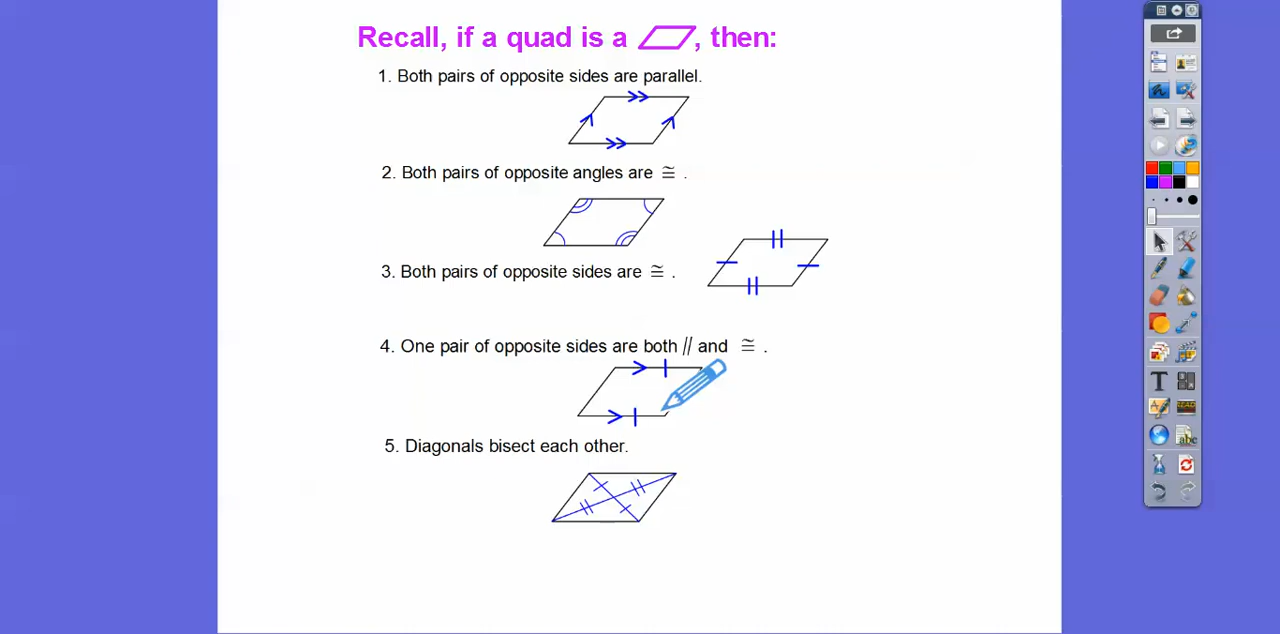 Recall, if a quad is a ▱, then:
1. Both pairs of opposite sides are parallel.
2. Both pairs of opposite angles are ≅ .
3. Both pairs of opposite sides are ≅ .
4. One pair of opposite sides are both // and ≅ .
5. Diagonals bisect each other.